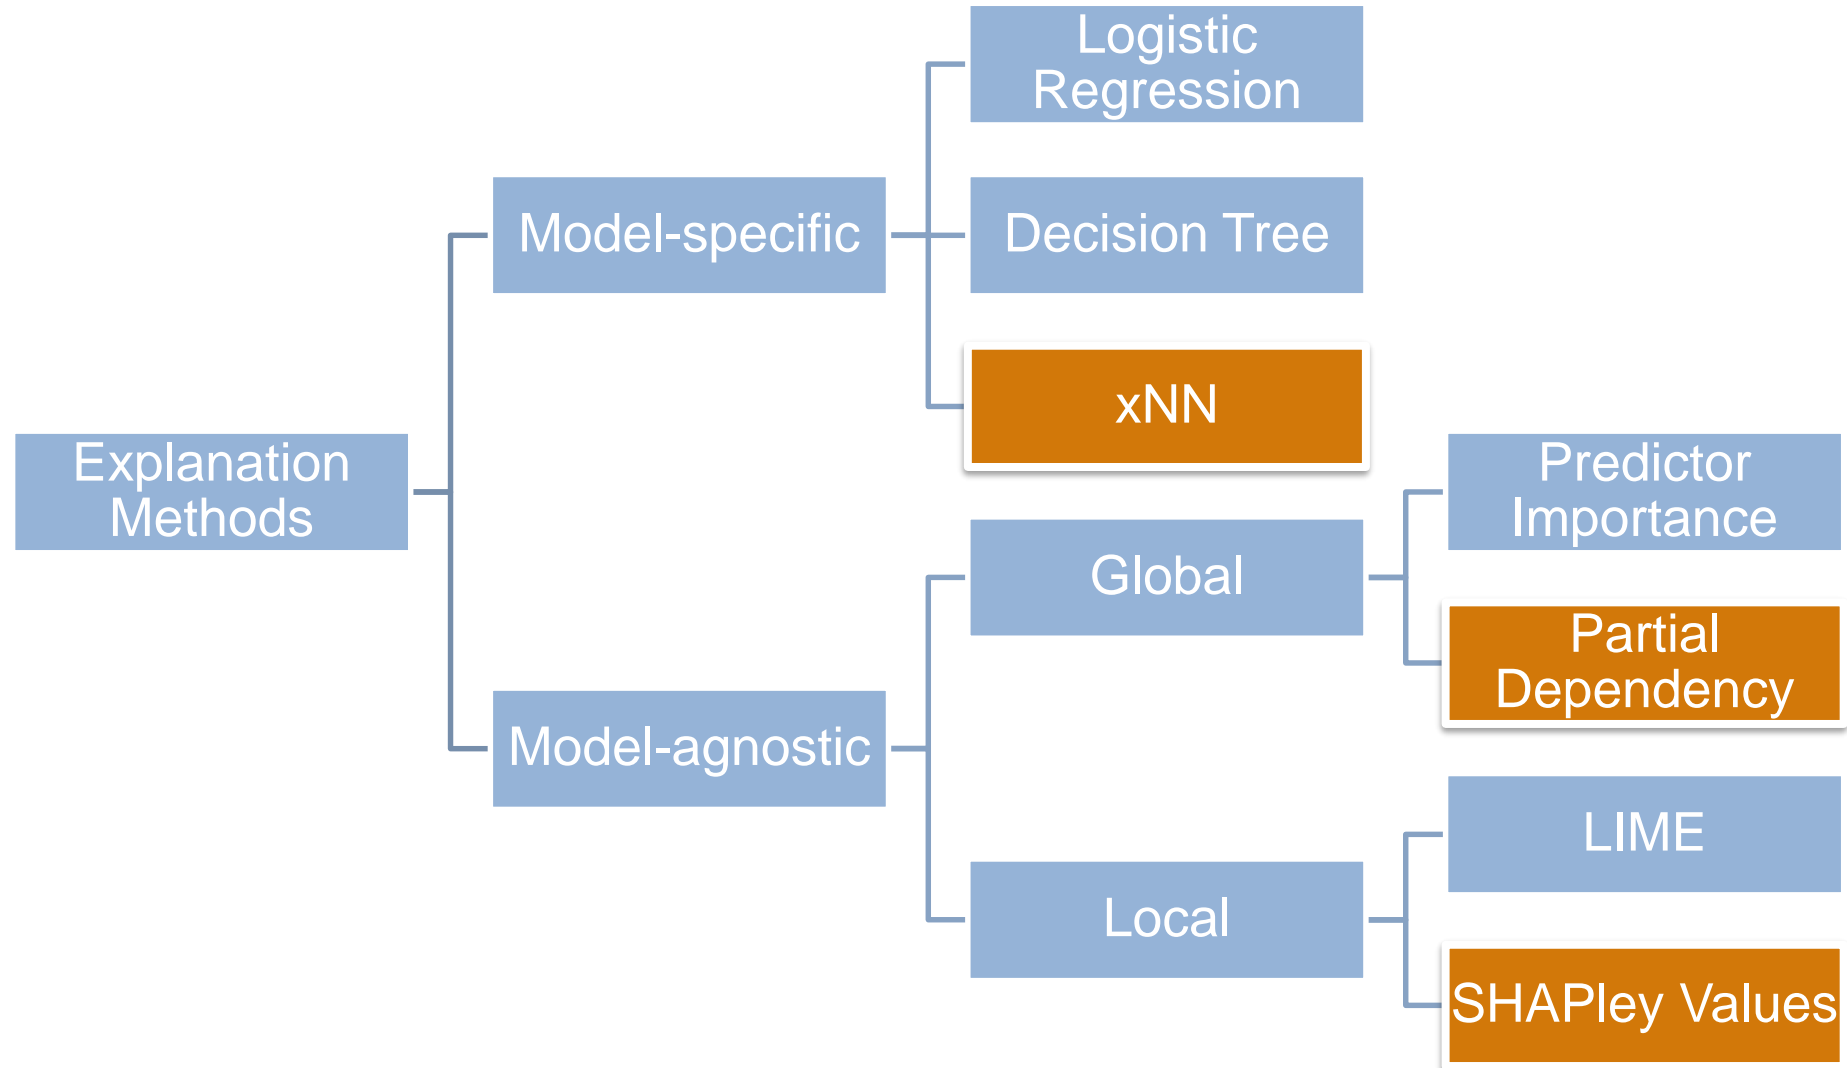 Explanation
Methods
Model-specific
Logistic
Regression
Decision Tree
xNN
Model-agnostic
Global
Predictor
Importance
Partial
Dependency
Local
LIME
SHAPley Values